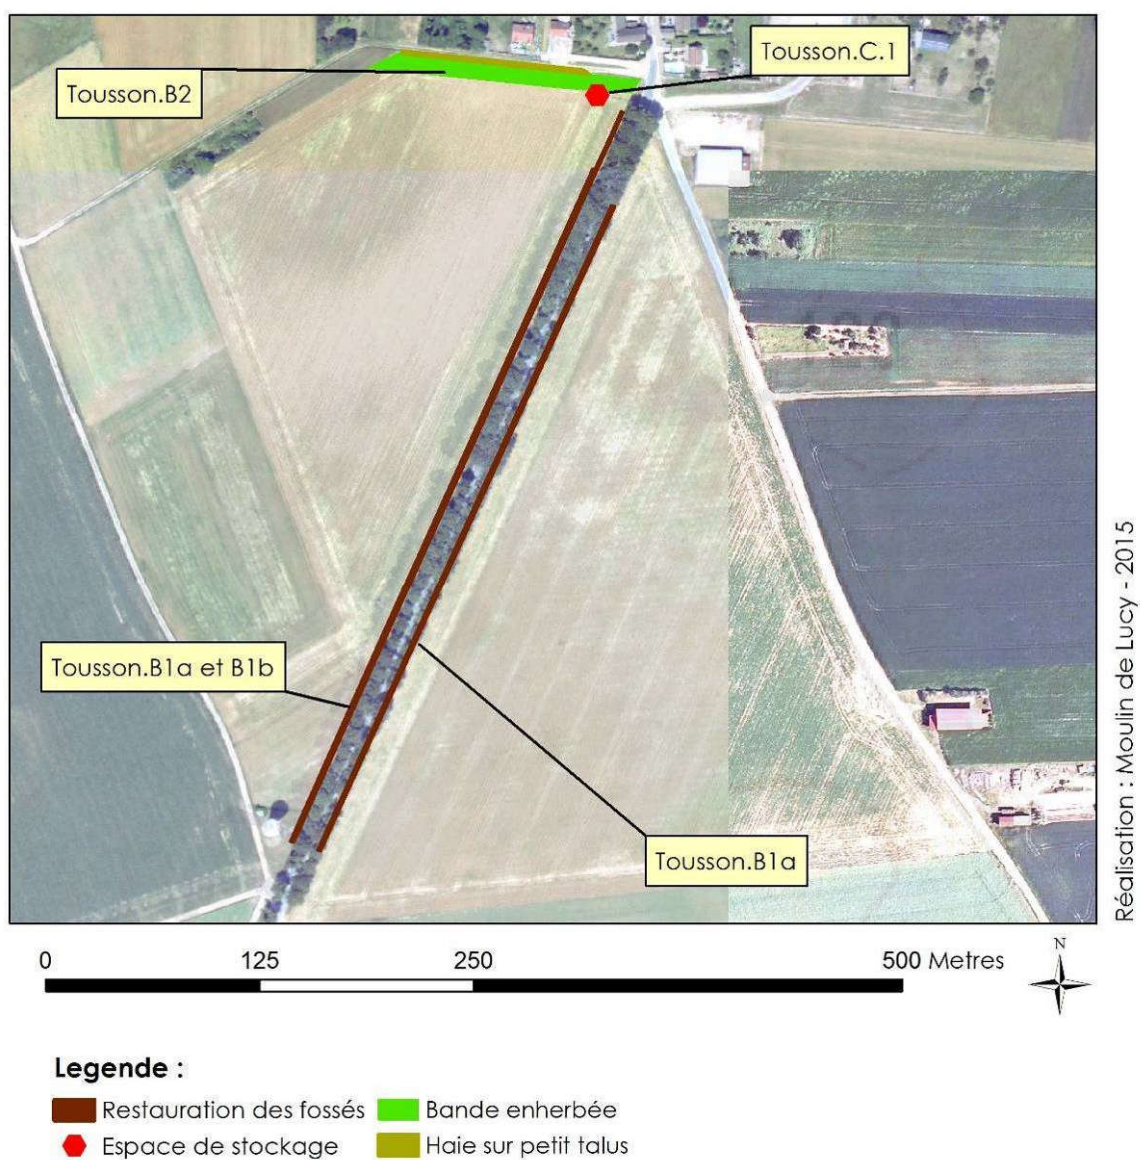 Tousson.C.1
Tousson.B2
Tousson.B1a et B1b
Tousson.B1a
Réalisation : Moulin de Lucy - 2015
0 125 250 500 Metres
N
Legende :
Restauration des fossés
Bande enherbée
Espace de stockage
Haie sur petit talus